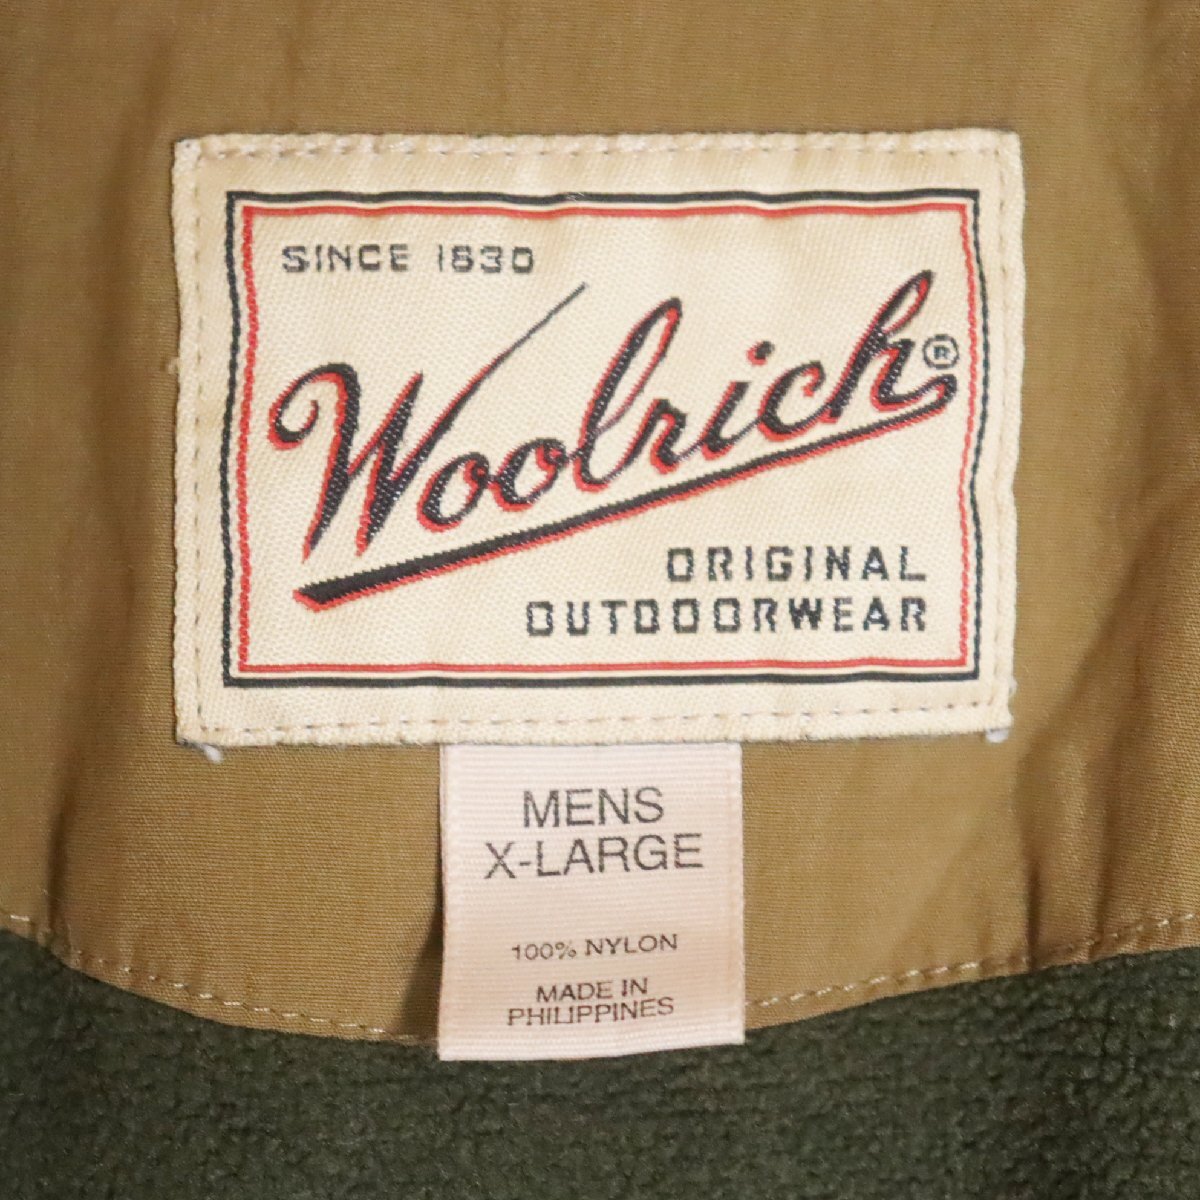 SINCE 1830
Woolrich®
ORIGINAL
OUTDOORWEAR
MENS
X-LARGE
100% NYLON
MADE IN
PHILIPPINES